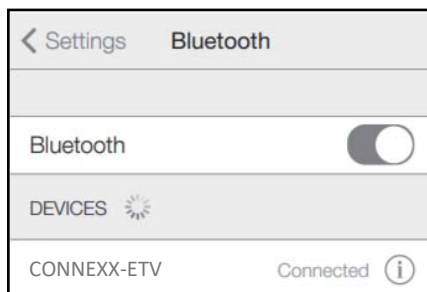 Settings Bluetooth
Bluetooth
DEVICES
CONNEXX-ETV Connected i